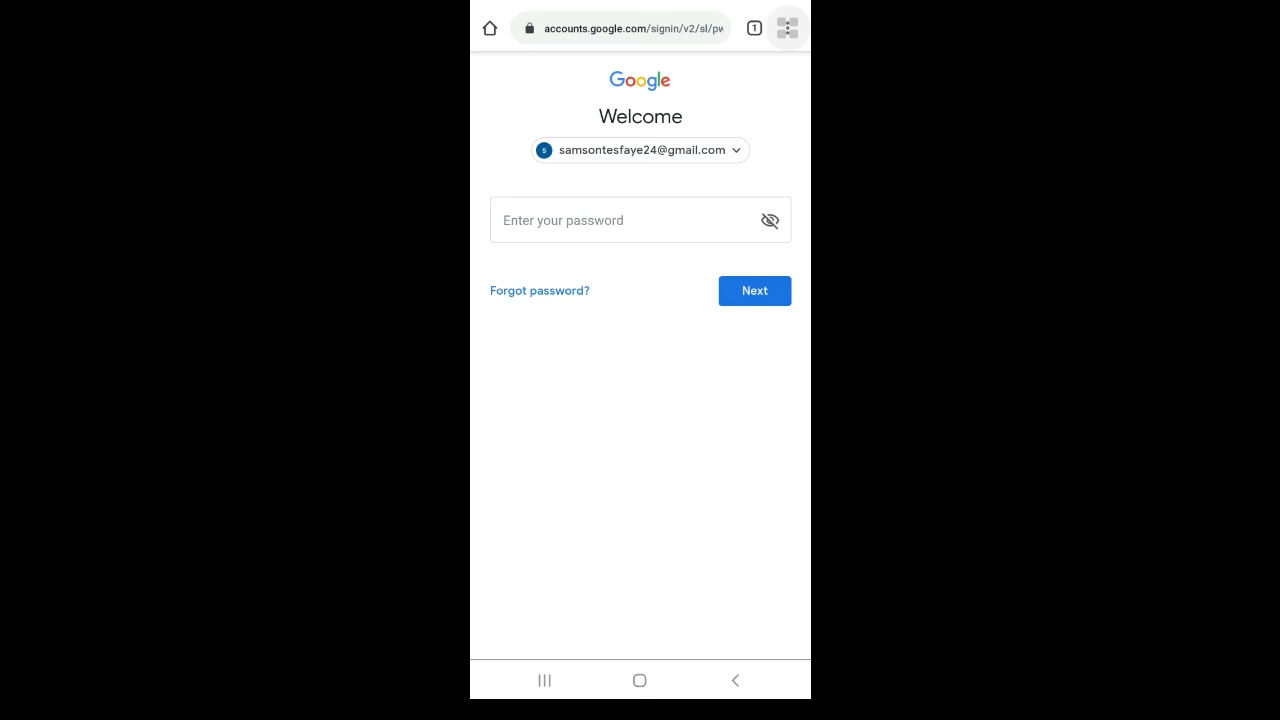 accounts.google.com/signin/v2/sl/pw
1
Google
Welcome
s
samsontesfaye24@gmail.com
Enter your password
Forgot password?
Next